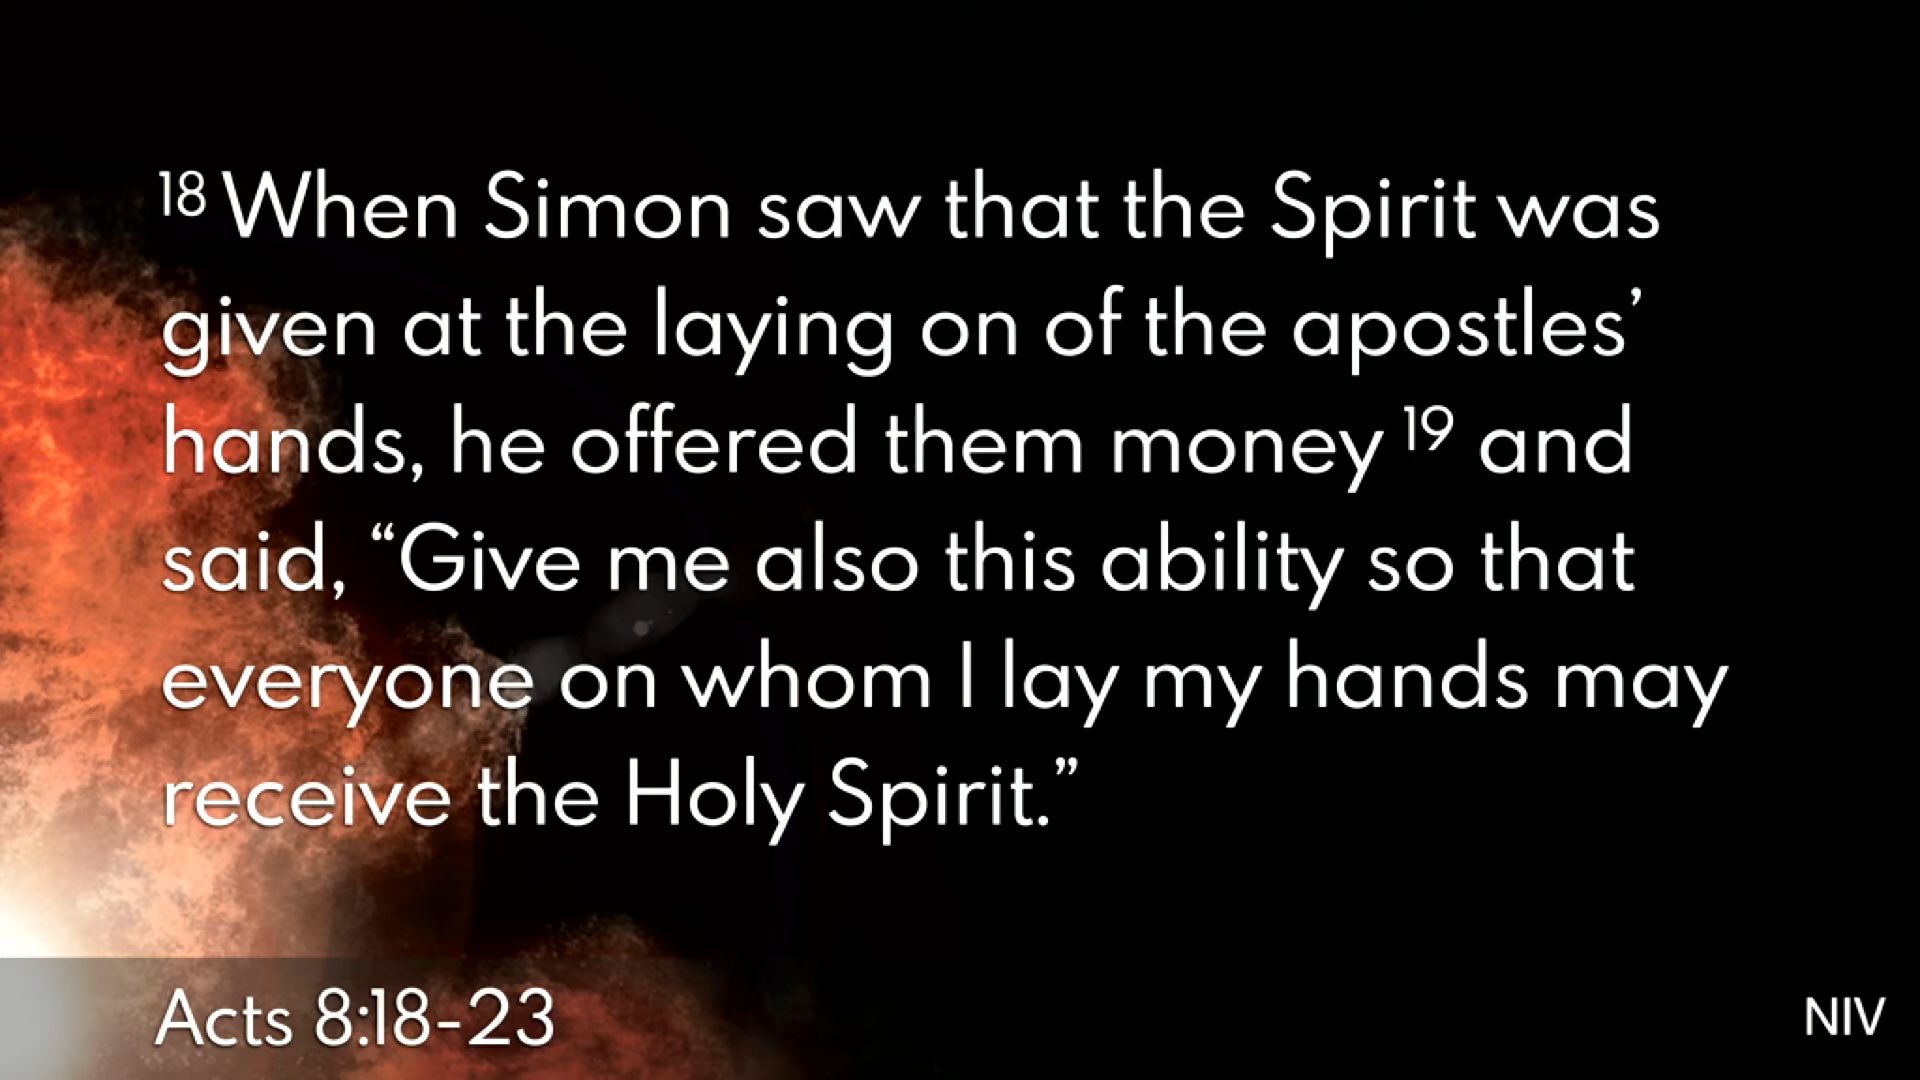 18 When Simon saw that the Spirit was
given at the laying on of the apostles’
hands, he offered them money 19 and
said, “Give me also this ability so that
everyone on whom I lay my hands may
receive the Holy Spirit.”
Acts 8:18-23
NIV